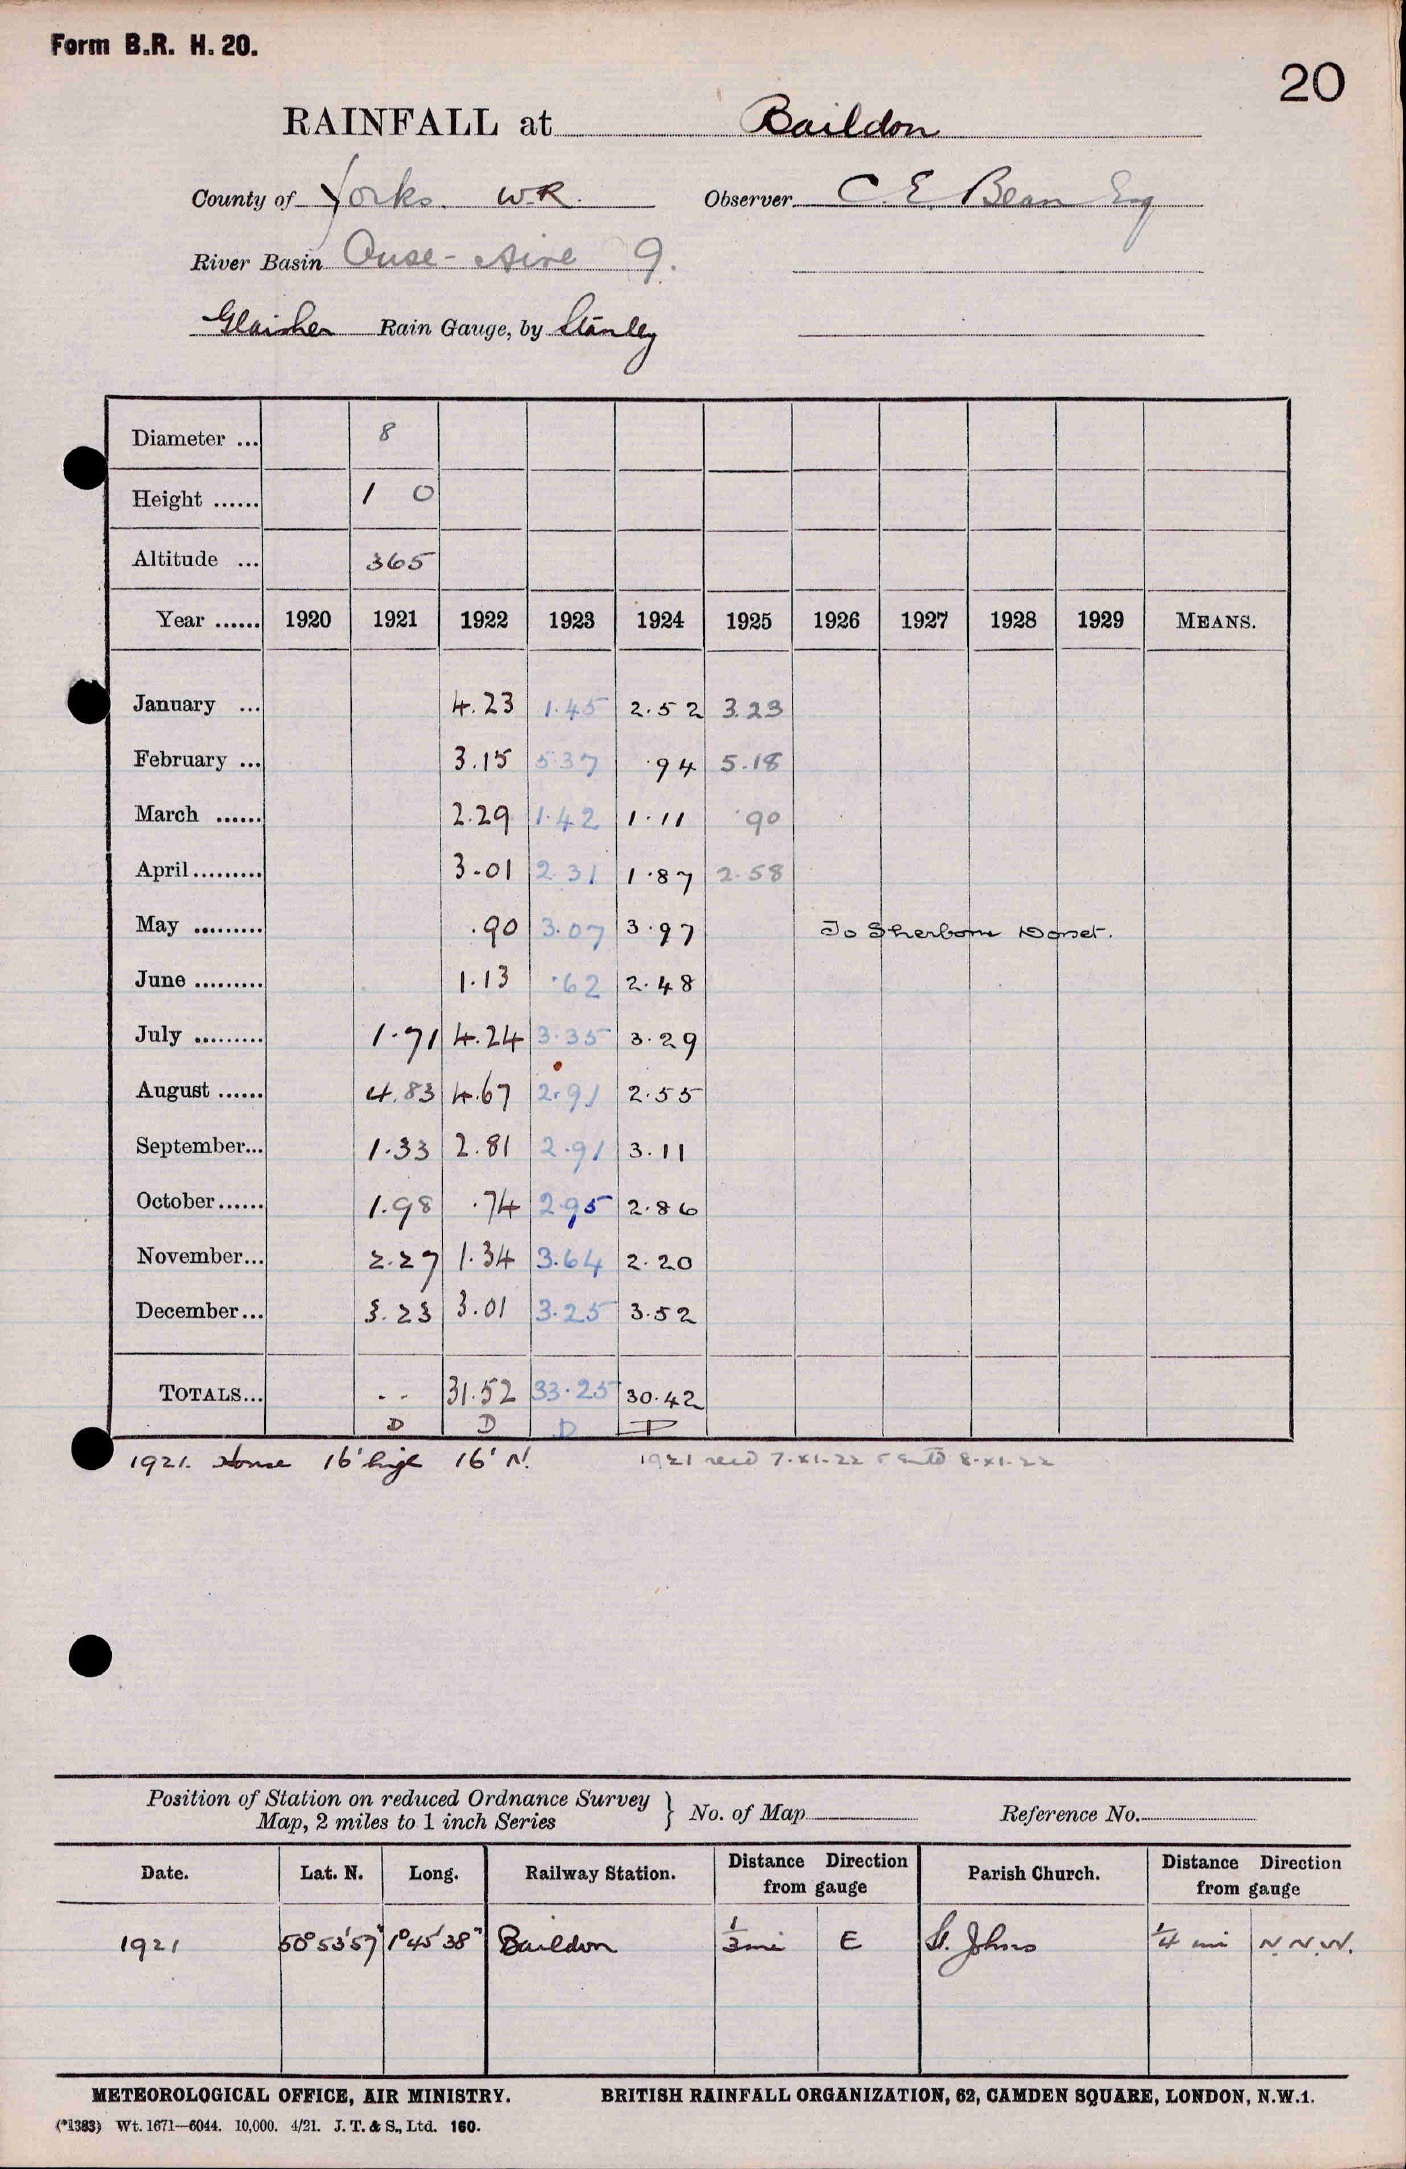 Form B.R. H. 20.
20
RAINFALL at Baildon
County of Yorks. W.R. Observer C. E. Bean Esq
River Basin Ouse - Aire 9.
Glaisher Rain Gauge, by Stanley
Diameter ... 8
Height ...... 1 0
Altitude ... 365
Year ...... 1920 1921 1922 1923 1924 1925 1926 1927 1928 1929 MEANS.
January ... 4.23 1.45 2.52 3.23
February ... 3.15 5.37 .94 5.18
March ...... 2.29 1.42 1.11 .90
April ......... 3.01 2.31 1.87 2.58
May ......... .90 3.07 3.97 To Sherborne Dorset.
June ......... 1.13 .62 2.48
July ......... 1.71 4.24 3.35 3.29
August ...... 4.83 4.67 2.91 2.55
September... 1.33 2.81 2.91 3.11
October ...... 1.98 .74 2.95 2.86
November... 2.27 1.34 3.64 2.20
December... 3.23 3.01 3.25 3.52
TOTALS... .. 31.52 33.25 30.42
D D D D
1921. House 16' high 16' N. 1921 recd 7.XI.22 entd 8.XI.22
Position of Station on reduced Ordnance Survey
Map, 2 miles to 1 inch Series } No. of Map Reference No.
Date. Lat. N. Long. Railway Station. Distance Direction from gauge Parish Church. Distance Direction from gauge
1921 50° 53' 57" 1° 45' 38" Baildon 1/3 mi E St. Johns 1/4 mi N.N.W.
METEOROLOGICAL OFFICE, AIR MINISTRY. BRITISH RAINFALL ORGANIZATION, 62, CAMDEN SQUARE, LONDON, N.W.1.
(*1383) Wt. 1671—6044. 10,000. 4/21. J. T. & S., Ltd. 160.